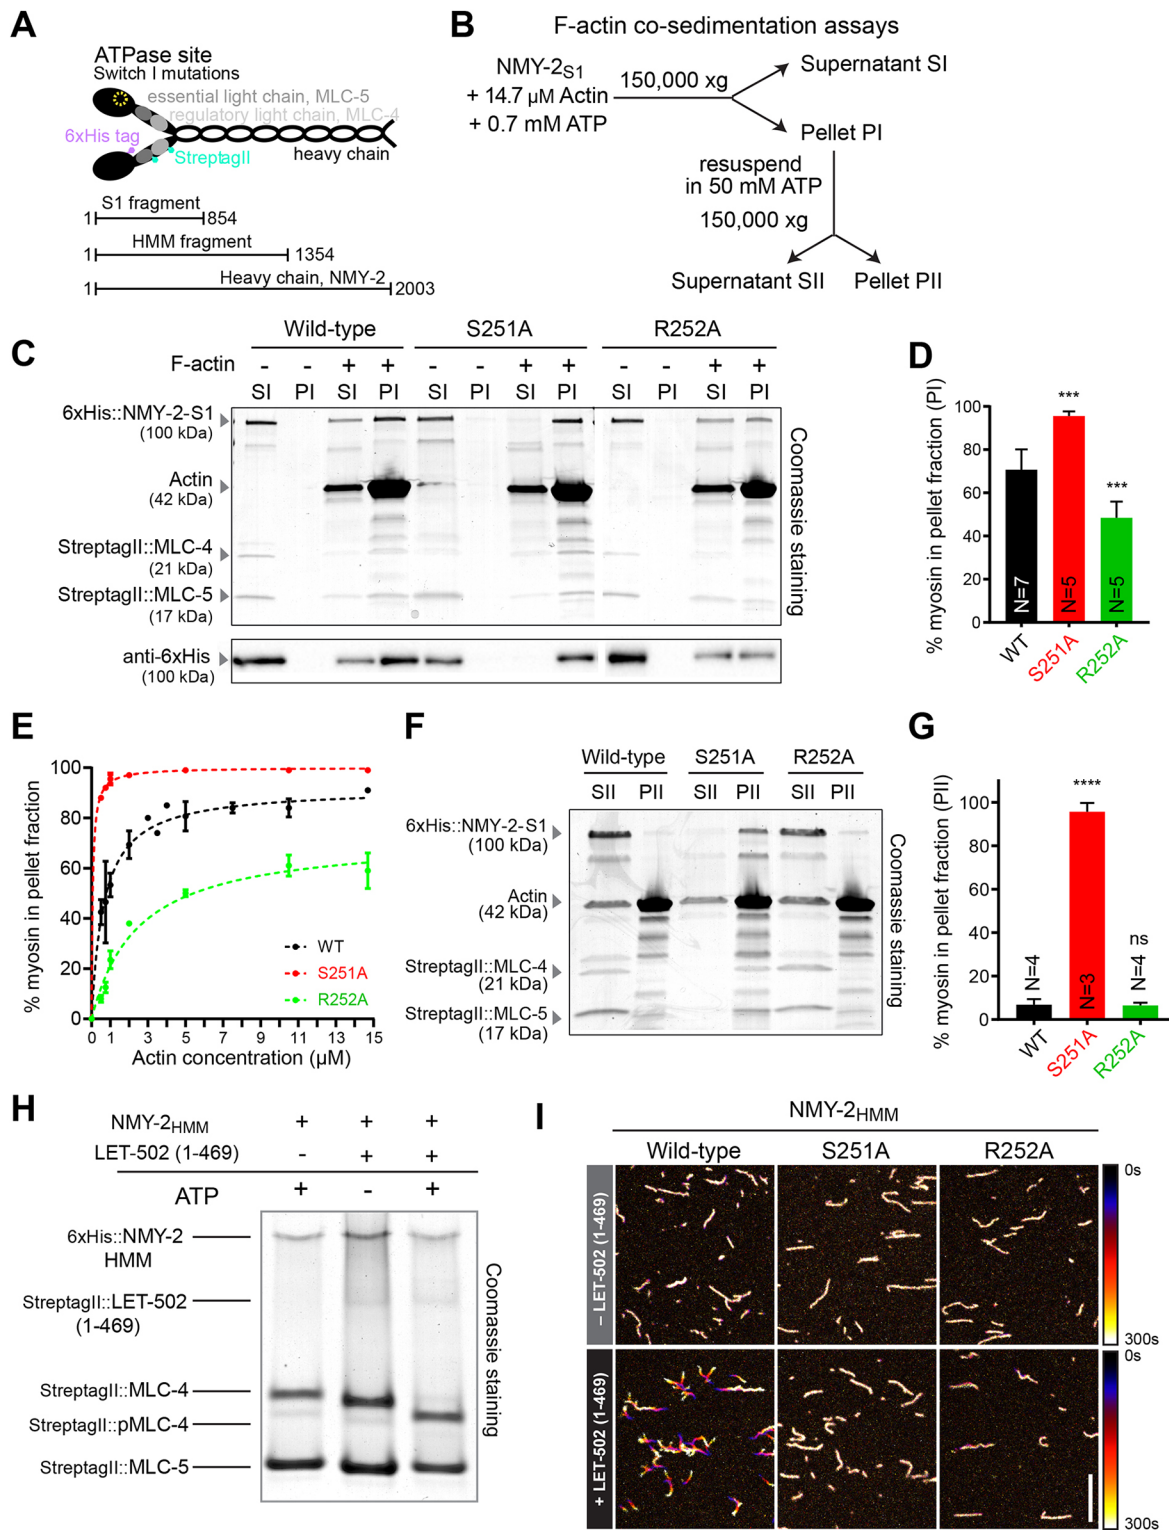 A
ATPase site
Switch I mutations
essential light chain, MLC-5
regulatory light chain, MLC-4
6xHis tag
StreptagII
heavy chain
S1 fragment
1 854
HMM fragment
1 1354
Heavy chain, NMY-2
1 2003
B
F-actin co-sedimentation assays
NMY-2S1
+ 14.7 µM Actin
+ 0.7 mM ATP
150,000 xg
Supernatant SI
Pellet PI
resuspend
in 50 mM ATP
150,000 xg
Supernatant SII Pellet PII
C
Wild-type S251A R252A
F-actin - - + + - - + + - - + +
SI PI SI PI SI PI SI PI SI PI SI PI
6xHis::NMY-2-S1
(100 kDa)
Actin
(42 kDa)
StreptagII::MLC-4
(21 kDa)
StreptagII::MLC-5
(17 kDa)
Coomassie staining
anti-6xHis
(100 kDa)
D
% myosin in pellet fraction (PI)
100
80
60
40
20
0
***
***
N=7 N=5 N=5
WT S251A R252A
E
% myosin in pellet fraction
100
80
60
40
20
0
WT
S251A
R252A
0 1 3 5 7 9 11 13 15
Actin concentration (µM)
F
Wild-type S251A R252A
SII PII SII PII SII PII
6xHis::NMY-2-S1
(100 kDa)
Actin
(42 kDa)
StreptagII::MLC-4
(21 kDa)
StreptagII::MLC-5
(17 kDa)
Coomassie staining
G
% myosin in pellet fraction (PII)
100
80
60
40
20
0
****
ns
N=4 N=3 N=4
WT S251A R252A
H
NMY-2HMM + + +
LET-502 (1-469) - + +
ATP + - +
6xHis::NMY-2
HMM
StreptagII::LET-502
(1-469)
StreptagII::MLC-4
StreptagII::pMLC-4
StreptagII::MLC-5
Coomassie staining
I
NMY-2HMM
Wild-type S251A R252A
– LET-502 (1-469)
0s
300s
+ LET-502 (1-469)
0s
300s